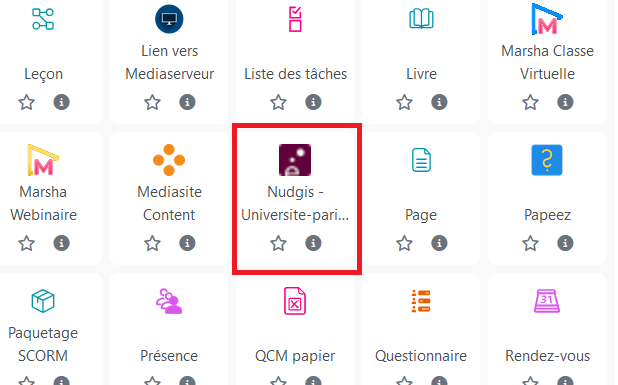 Leçon
Lien vers
Mediaserveur
Liste des tâches
Livre
Marsha Classe
Virtuelle
Marsha
Webinaire
Mediasite
Content
Nudgis -
Universite-pari...
Page
Papeez
Paquetage
SCORM
Présence
QCM papier
Questionnaire
31
Rendez-vous